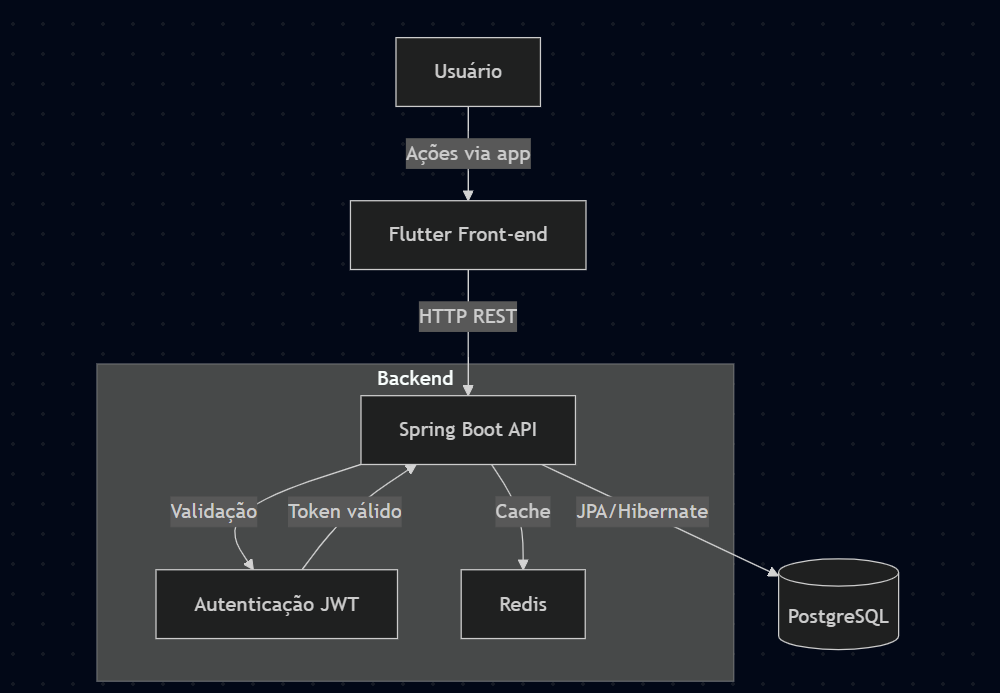 Usuário
Ações via app
Flutter Front-end
HTTP REST
Backend
Spring Boot API
Validação
Token válido
Cache
JPA/Hibernate
Autenticação JWT
Redis
PostgreSQL